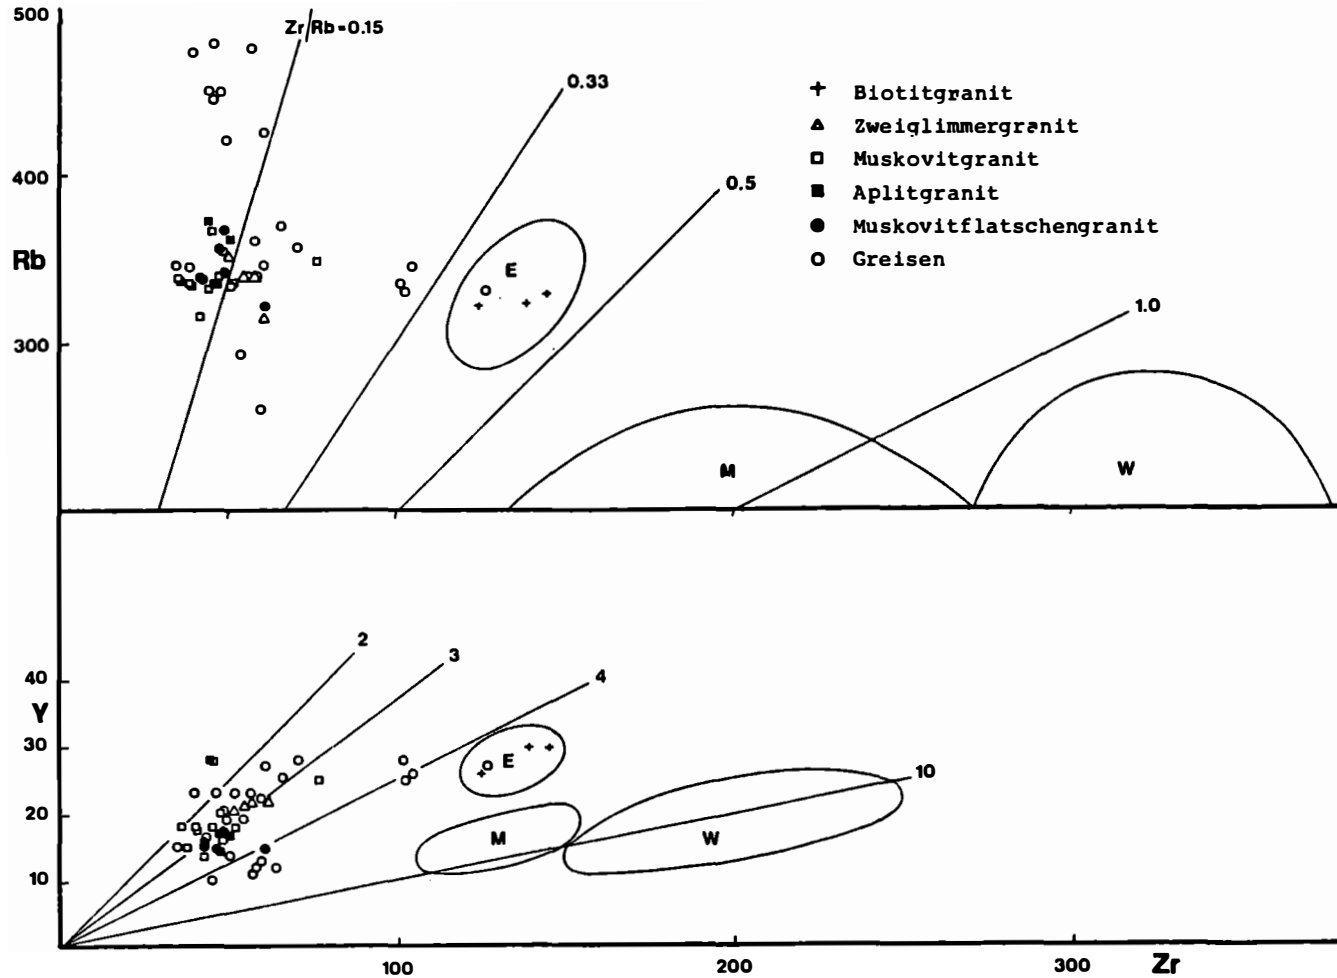 500
Zr/Rb=0.15
0.33
+ Biotitgranit
△ Zweiglimmergranit
□ Muskovitgranit
■ Aplitgranit
● Muskovitflatschengranit
○ Greisen
400
0.5
Rb
E
1.0
300
M
W
2
3
4
40
Y
30
E
10
20
M
W
10
100
200
300
Zr